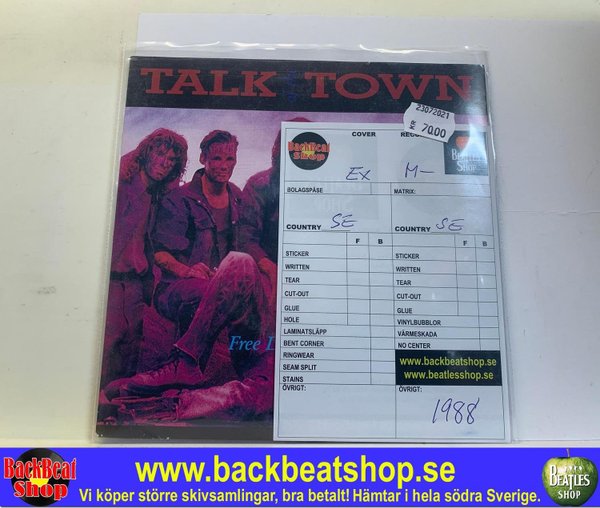 TALK TOWN
23072021
KR 70.00
BackBeat Shop
COVER
BEATLES SHOP
EX
M-
BOLAGSPÅSE
MATRIX:
COUNTRY SE
COUNTRY SE
F B
F B
STICKER
STICKER
WRITTEN
WRITTEN
TEAR
TEAR
CUT-OUT
CUT-OUT
GLUE
GLUE
HOLE
VINYLBUBBLOR
LAMINATSLÄPP
VÄRMESKADA
BENT CORNER
NO CENTER
RINGWEAR
www.backbeatshop.se
SEAM SPLIT
www.beatlesshop.se
STAINS
ÖVRIGT:
ÖVRIGT:
1988
Free
BackBeat Shop
www.backbeatshop.se
Vi köper större skivsamlingar, bra betalt! Hämtar i hela södra Sverige.
BEATLES SHOP